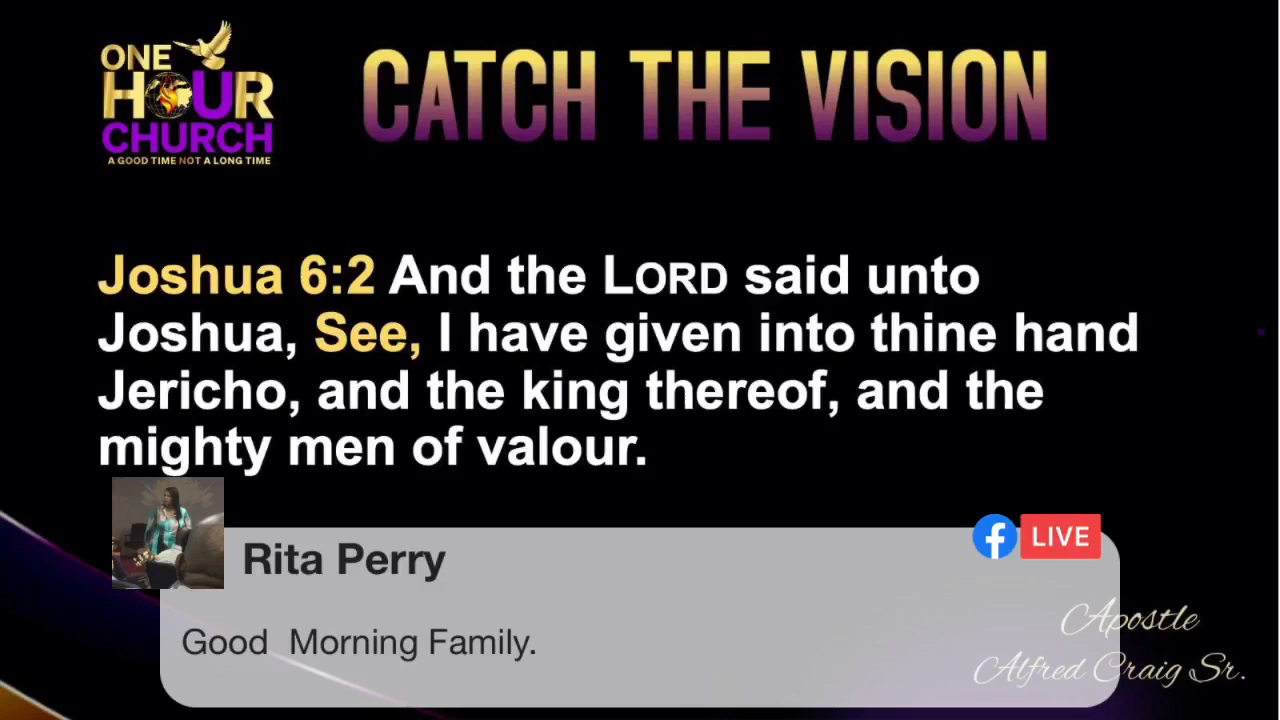 ONE
HOUR
CHURCH
A GOOD TIME NOT A LONG TIME
CATCH THE VISION
Joshua 6:2 And the LORD said unto
Joshua, See, I have given into thine hand
Jericho, and the king thereof, and the
mighty men of valour.
Rita Perry
f LIVE
Good  Morning Family.
Apostle
Alfred Craig Sr.